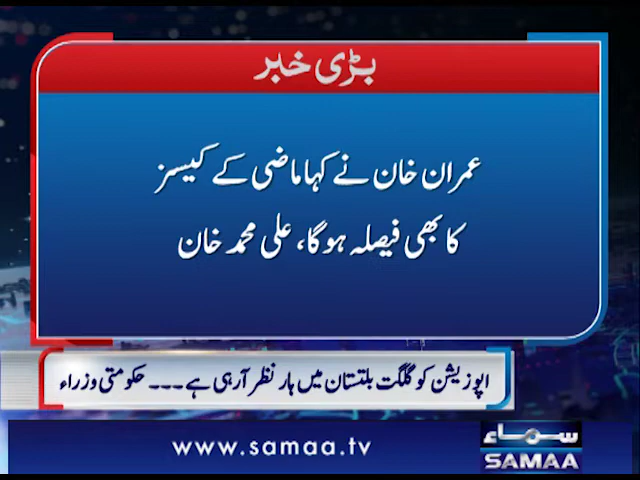 بڑی خبر
عمران خان نے کہا ماضی کے کیسز
کا بھی فیصلہ ہوگا، علی محمد خان
اپوزیشن کو گلگت بلتستان میں ہار نظر آرہی ہے ۔۔۔ حکومتی وزراء
www.samaa.tv
سماء
SAMAA